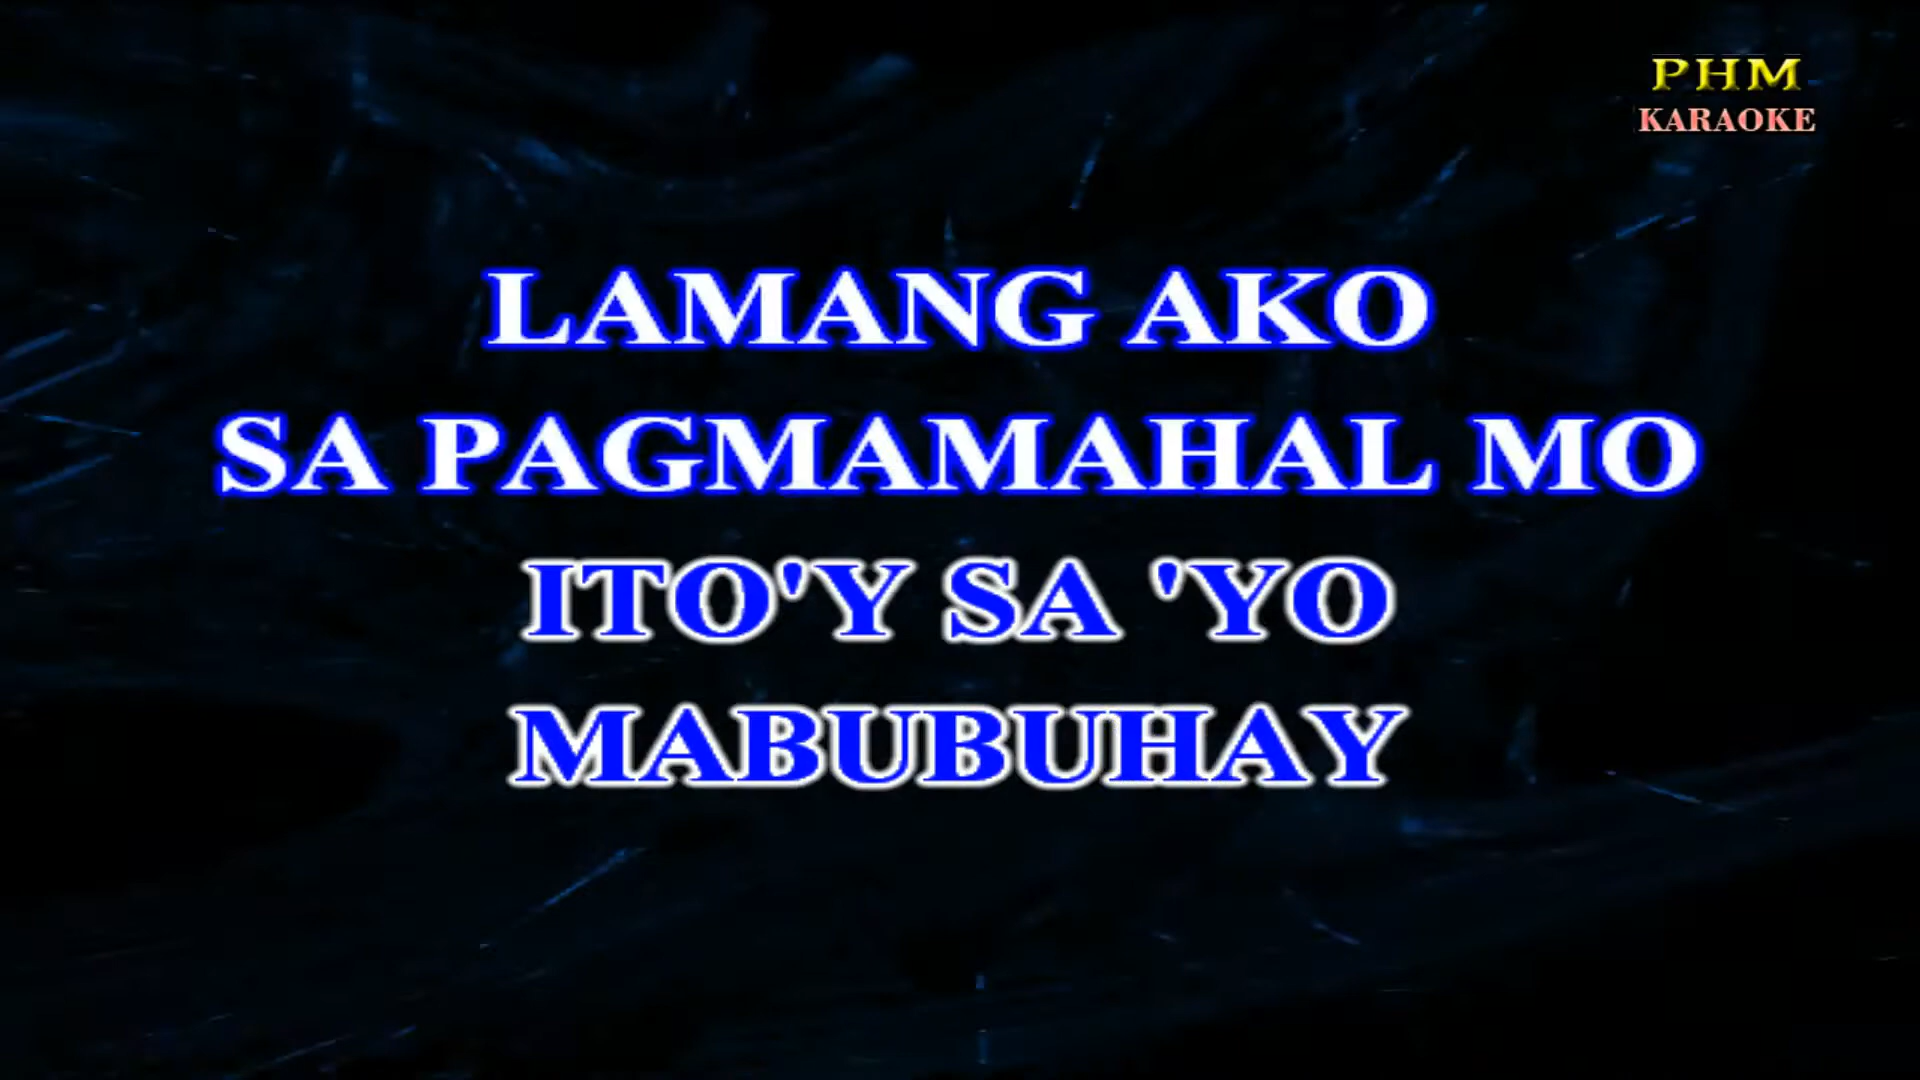 PHM
KARAOKE
LAMANG AKO
SA PAGMAMAHAL MO
ITO'Y SA 'YO
MABUBUHAY